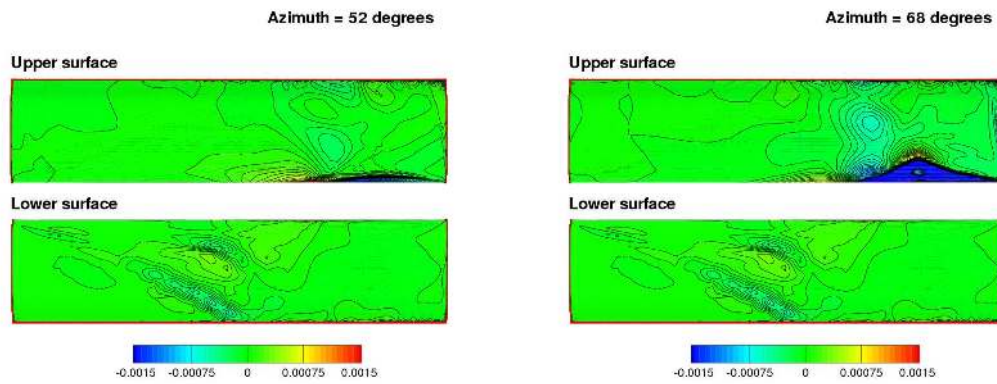 Azimuth = 52 degrees
Upper surface
Lower surface
-0.0015 -0.00075 0 0.00075 0.0015
Azimuth = 68 degrees
Upper surface
Lower surface
-0.0015 -0.00075 0 0.00075 0.0015